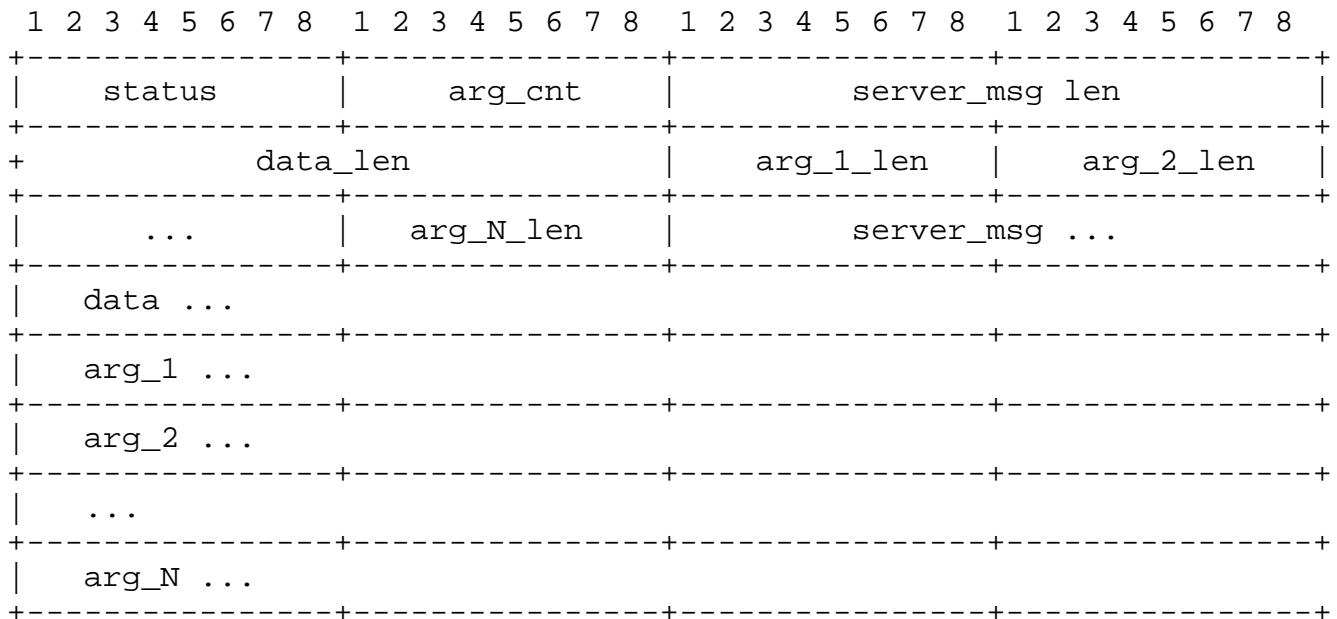 1 2 3 4 5 6 7 8  1 2 3 4 5 6 7 8  1 2 3 4 5 6 7 8  1 2 3 4 5 6 7 8
+----------------+----------------+----------------+----------------+
|    status      |    arg_cnt     |         server_msg len          |
+----------------+----------------+----------------+----------------+
+            data_len             |    arg_1_len   |    arg_2_len   |
+----------------+----------------+----------------+----------------+
|      ...       |   arg_N_len    |         server_msg ...
+----------------+----------------+----------------+----------------+
|   data ...
+----------------+----------------+----------------+----------------+
|   arg_1 ...
+----------------+----------------+----------------+----------------+
|   arg_2 ...
+----------------+----------------+----------------+----------------+
|   ...
+----------------+----------------+----------------+----------------+
|   arg_N ...
+----------------+----------------+----------------+----------------+